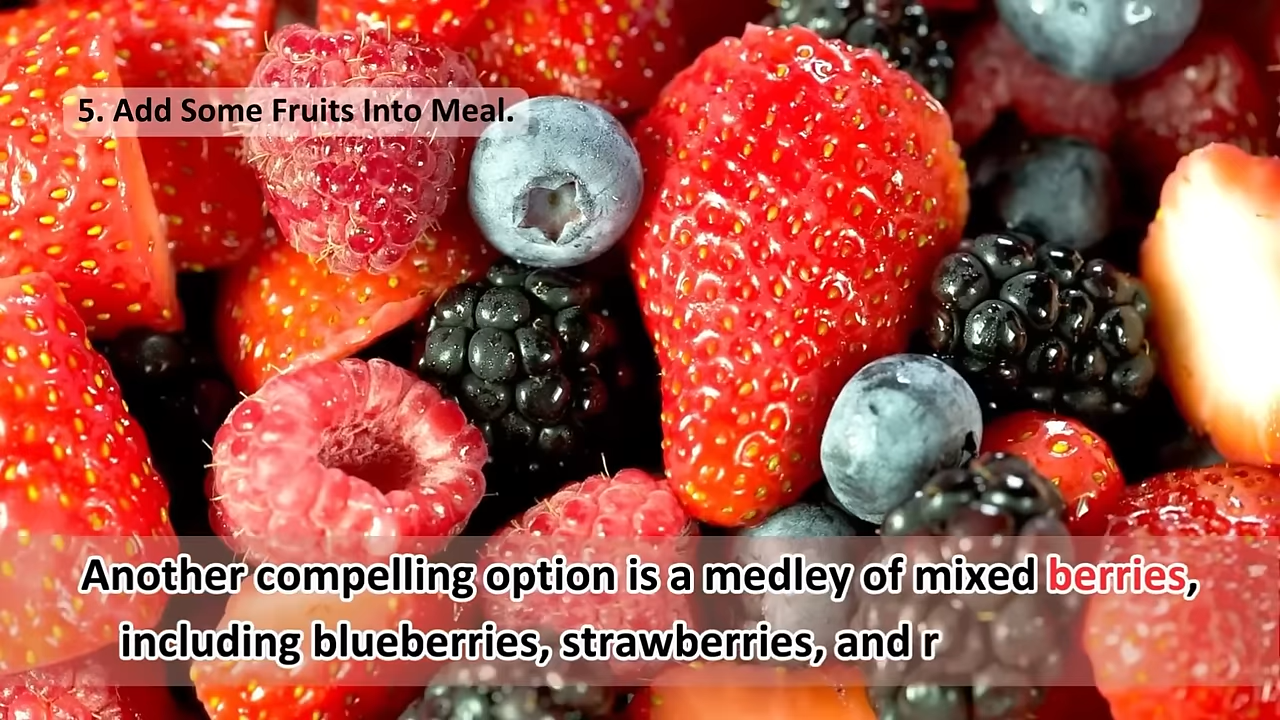 5. Add Some Fruits Into Meal.
Another compelling option is a medley of mixed berries,
including blueberries, strawberries, and r